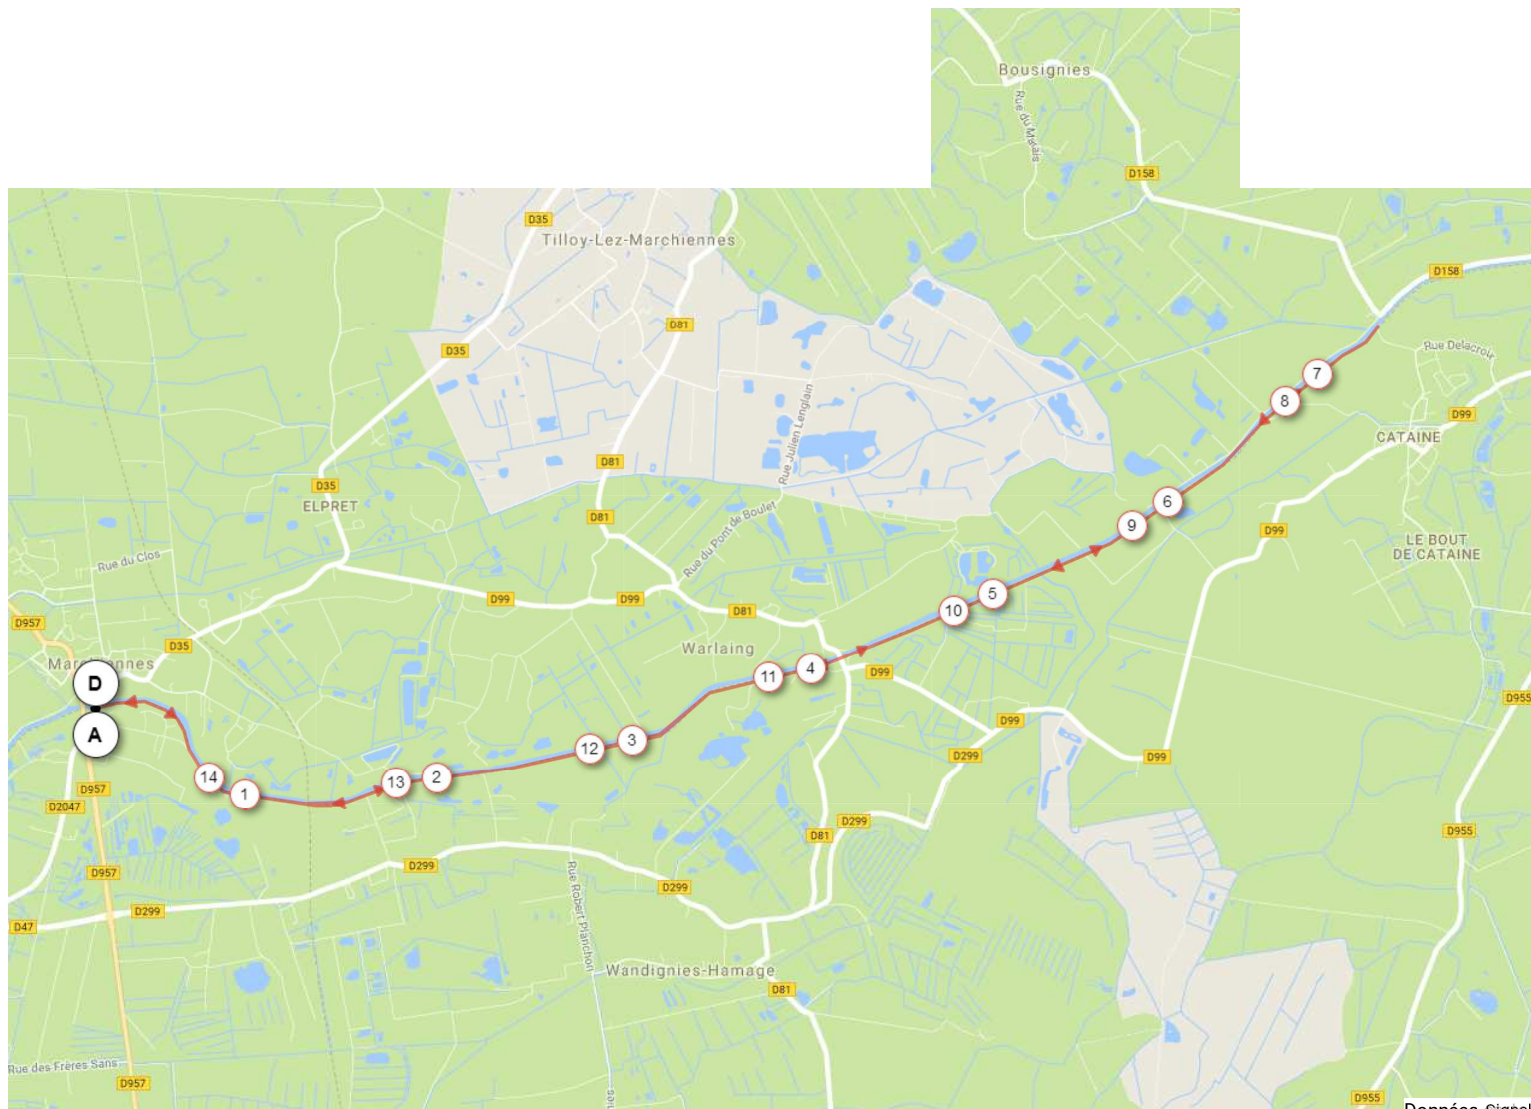 Bousignies
Rue du Marais
D158
D35
Tilloy-Lez-Marchiennes
D158
D81
D35
Rue Delacroix
7
8
D99
Rue Julien Lenglain
CATAINE
D81
D35
ELPRET
6
D81
Rue du Pont de Boulet
9
D99
LE BOUT
DE CATAINE
Rue du Clos
D99
D99
5
10
D81
D957
D35
Warlaing
Marchiennes
4
11
D99
D
D955
A
D99
3
12
D299
D99
14
13
2
1
D957
D2047
D81
D299
D955
D299
D957
Rue Robert Planchon
D299
D299
D47
Wandignies-Hamage
D81
Rue des Frères Sans
D957
D955
Données